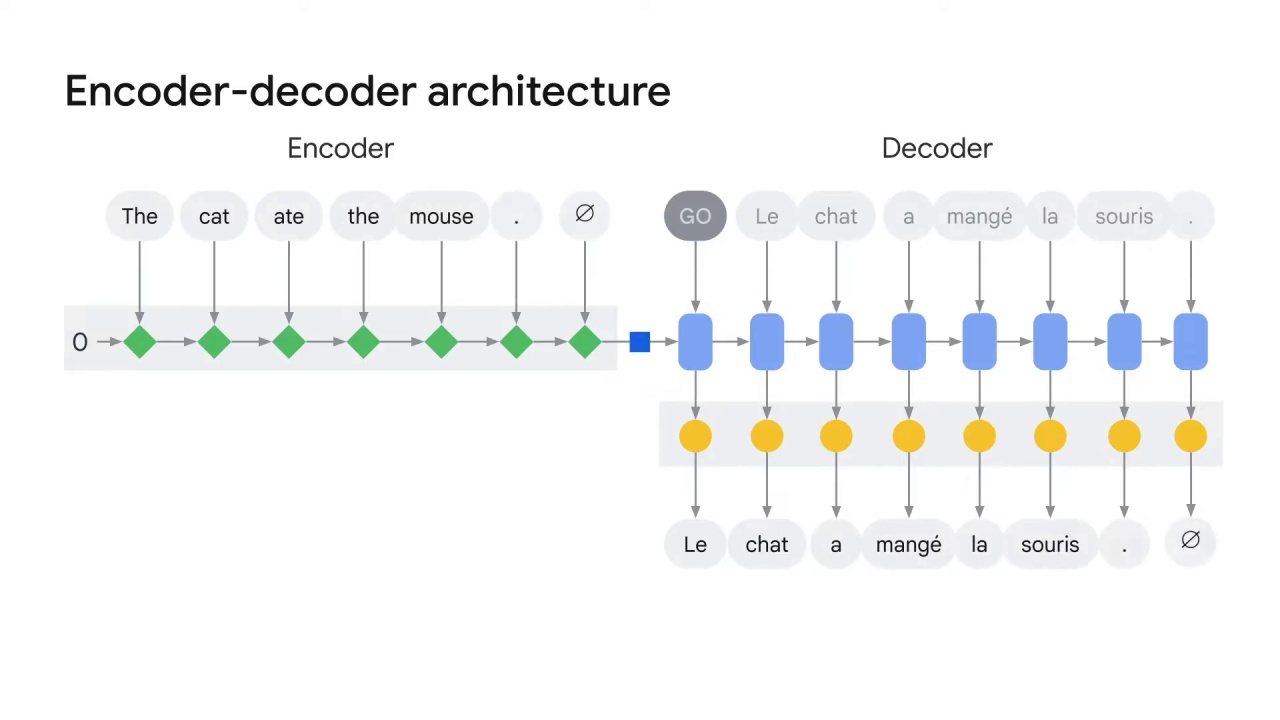 Encoder-decoder architecture
Encoder
Decoder
The cat ate the mouse . ∅
GO Le chat a mangé la souris .
0
Le chat a mangé la souris . ∅